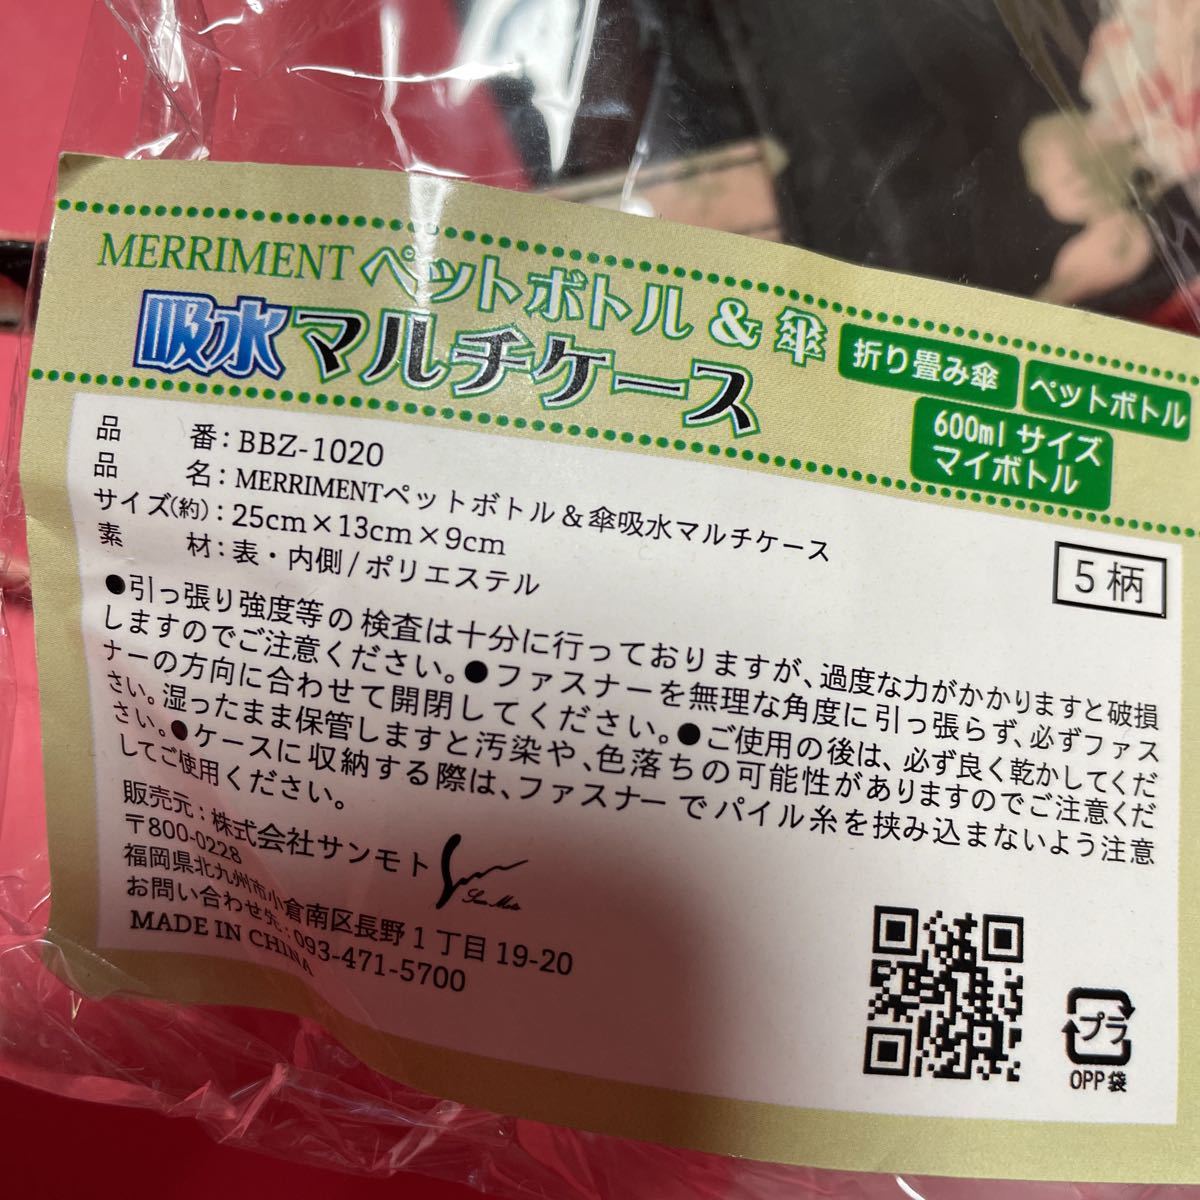 MERRIMENT ペットボトル & 傘
吸水マルチケース
折り畳み傘
ペットボトル
600mlサイズ
マイボトル
品　　番：BBZ-1020
品　　名：MERRIMENTペットボトル＆傘吸水マルチケース
サイズ(約)：25cm×13cm×9cm
素　　材：表・内側/ポリエステル
5柄
●引っ張り強度等の検査は十分に行っておりますが、過度な力がかかりますと破損
しますのでご注意ください。●ファスナーを無理な角度に引っ張らず、必ずファス
ナーの方向に合わせて開閉してください。●ご使用の後は、必ず良く乾かしてくだ
さい。湿ったまま保管しますと汚染や、色落ちの可能性がありますのでご注意くだ
さい。●ケースに収納する際は、ファスナーでパイル糸を挟み込まないよう注意
してご使用ください。
販売元：株式会社サンモト
San Moto
〒800-0228
福岡県北九州市小倉南区長野1丁目19-20
お問い合わせ先：093-471-5700
MADE IN CHINA
プラ
OPP袋